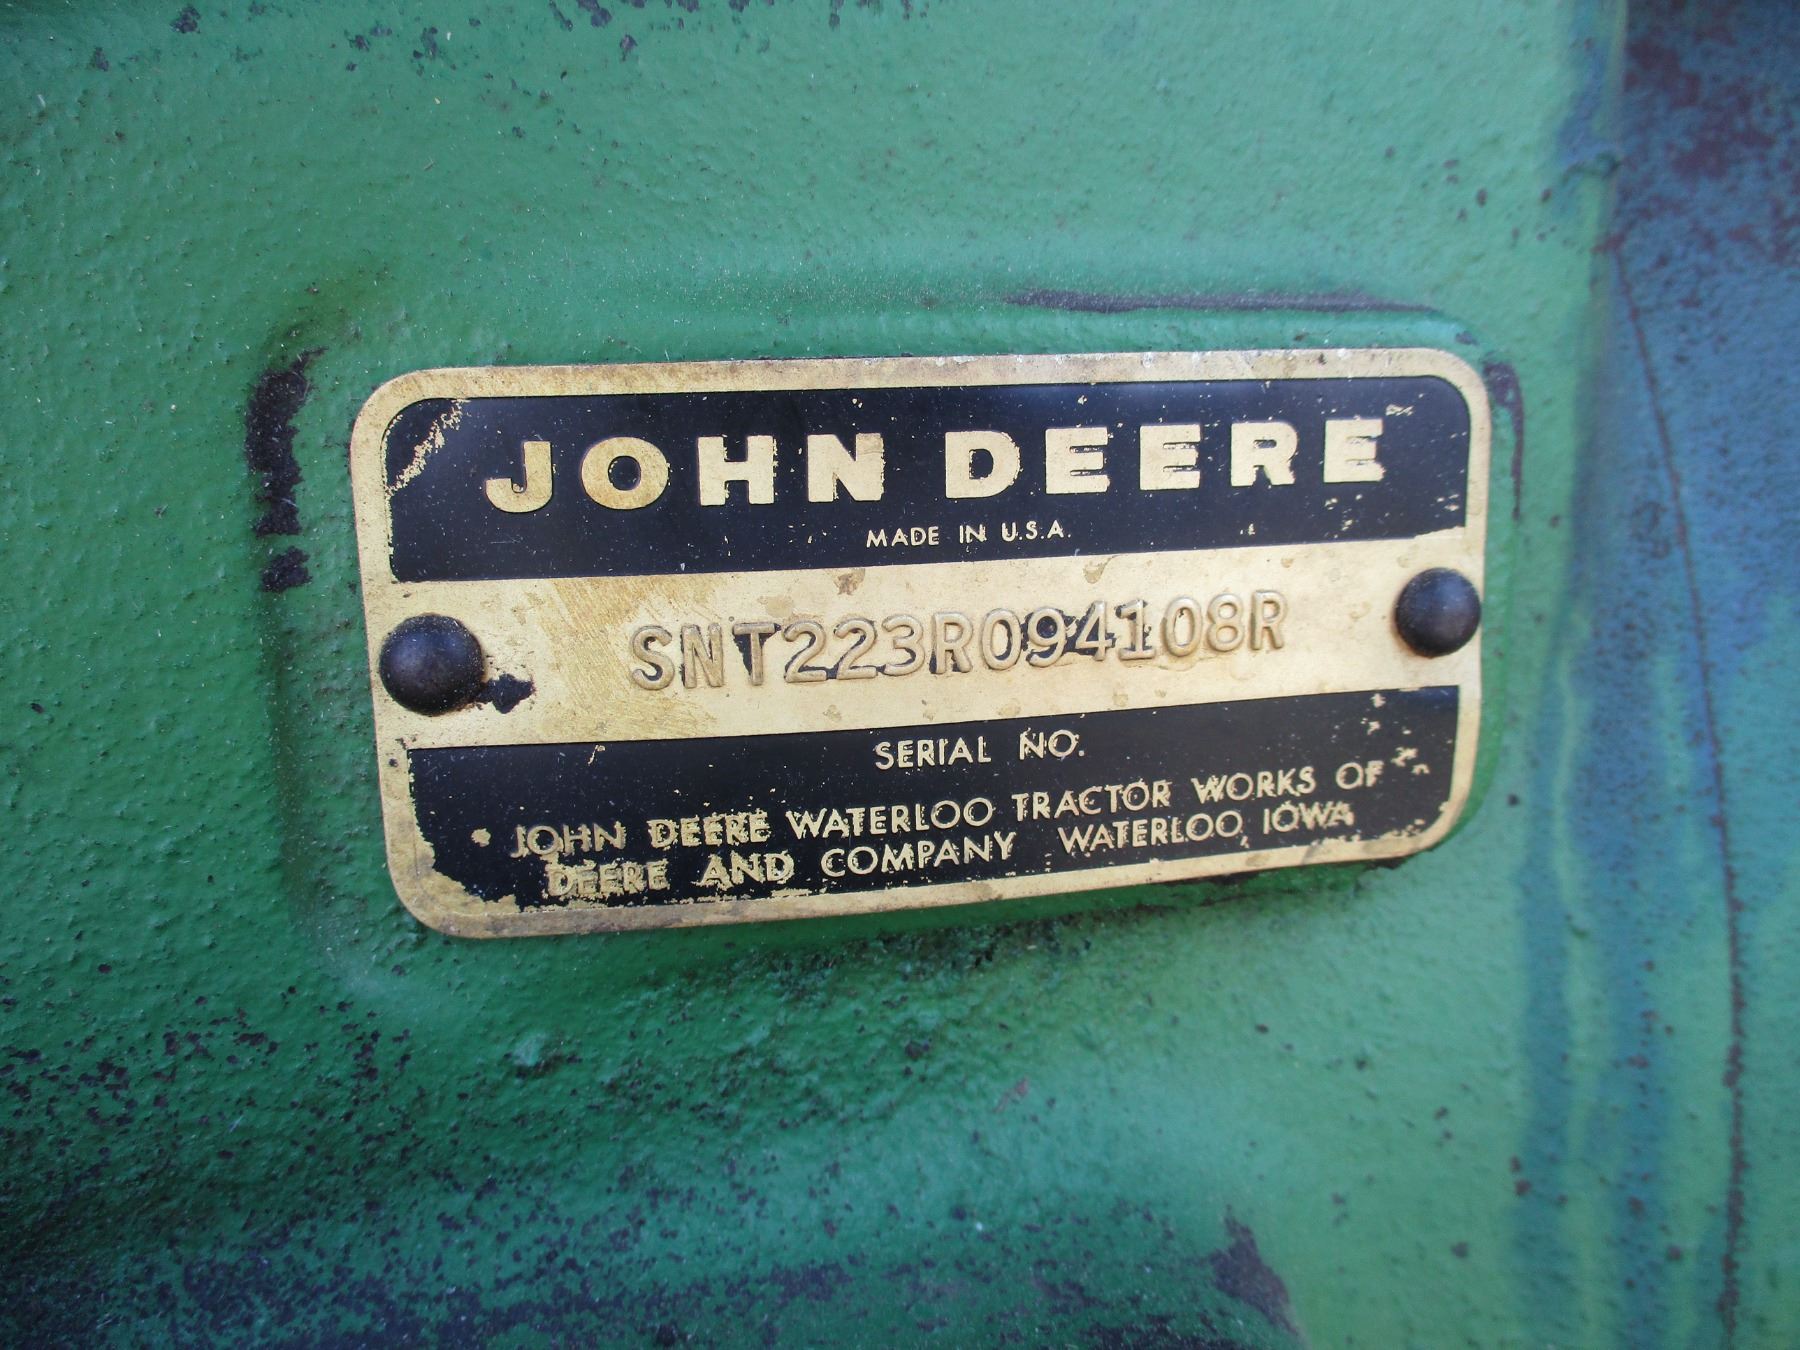 JOHN DEERE
MADE IN U.S.A.
SNT223R094108R
SERIAL NO.
JOHN DEERE WATERLOO TRACTOR WORKS OF
DEERE AND COMPANY WATERLOO, IOWA